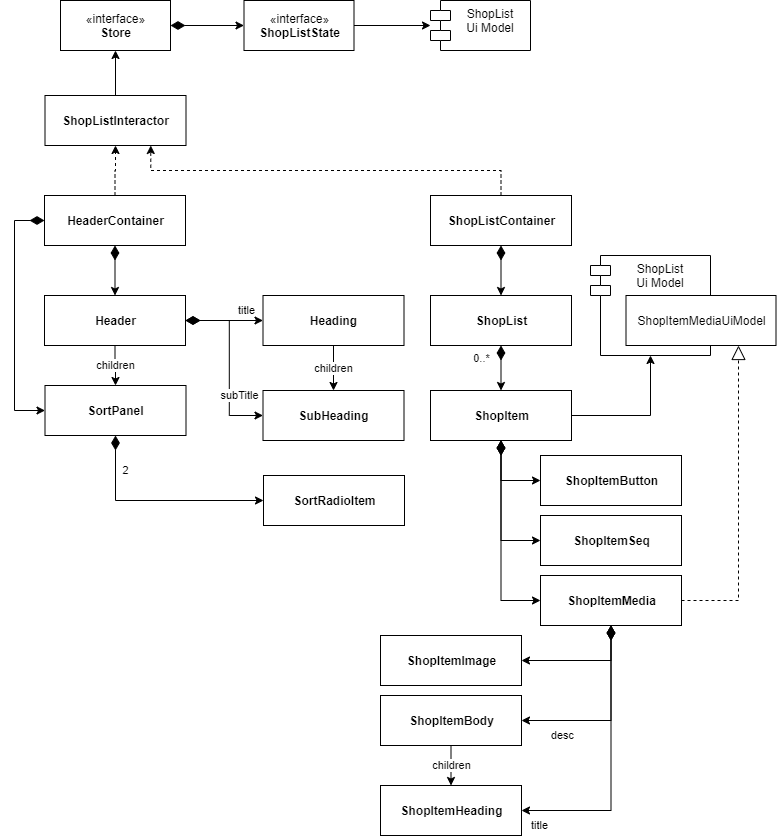 «interface»
Store
«interface»
ShopListState
ShopList
Ui Model
ShopListInteractor
HeaderContainer
ShopListContainer
ShopList
Ui Model
ShopItemMediaUiModel
Header
title
Heading
ShopList
children
children
0..*
subTitle
SortPanel
SubHeading
ShopItem
2
SortRadioItem
ShopItemButton
ShopItemSeq
ShopItemMedia
ShopItemImage
ShopItemBody
desc
children
ShopItemHeading
title